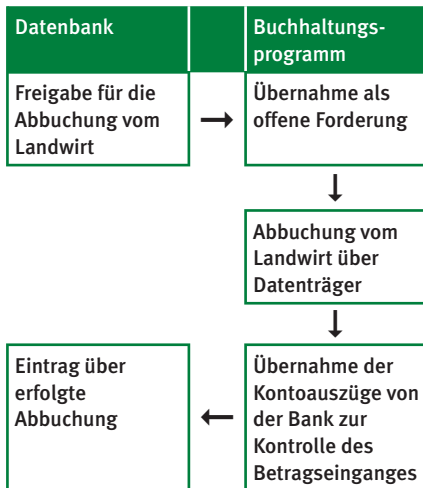 Datenbank
Buchhaltungs-
programm
Freigabe für die
Abbuchung vom
Landwirt
Übernahme als
offene Forderung
Abbuchung vom
Landwirt über
Datenträger
Eintrag über
erfolgte
Abbuchung
Übernahme der
Kontoauszüge von
der Bank zur
Kontrolle des
Betragseinganges